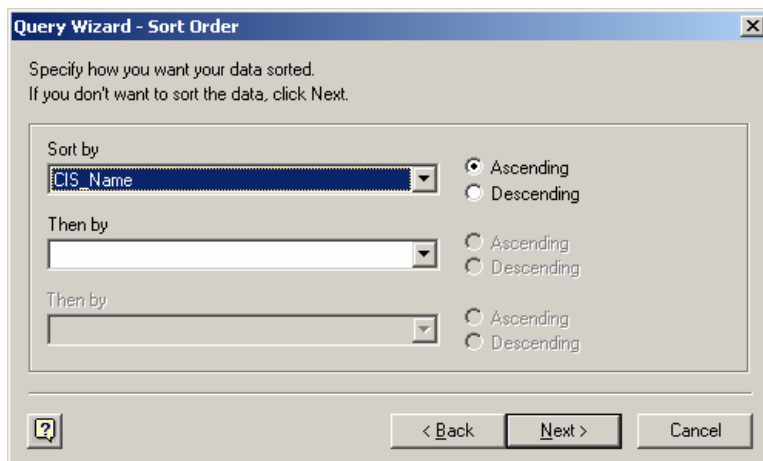 Query Wizard - Sort Order
Specify how you want your data sorted.
If you don't want to sort the data, click Next.
Sort by
CIS_Name
Ascending
Descending
Then by
Ascending
Descending
Then by
Ascending
Descending
< Back
Next >
Cancel